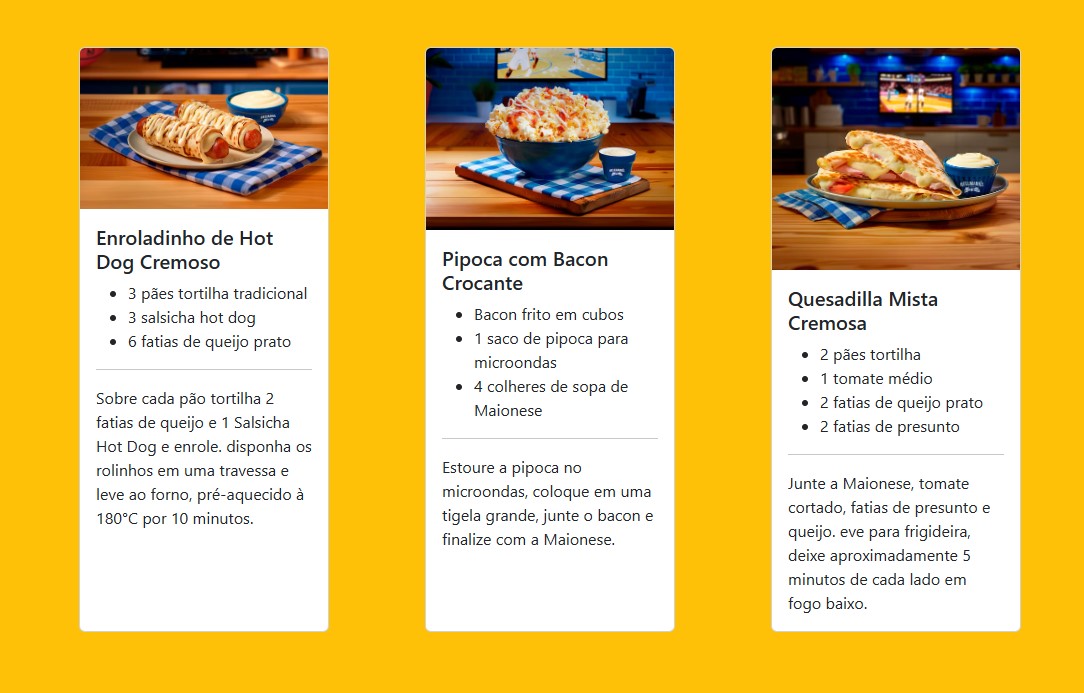 Enroladinho de Hot
Dog Cremoso
3 pães tortilha tradicional
3 salsicha hot dog
6 fatias de queijo prato
Sobre cada pão tortilha 2
fatias de queijo e 1 Salsicha
Hot Dog e enrole. disponha os
rolinhos em uma travessa e
leve ao forno, pré-aquecido à
180°C por 10 minutos.
Pipoca com Bacon
Crocante
Bacon frito em cubos
1 saco de pipoca para
microondas
4 colheres de sopa de
Maionese
Estoure a pipoca no
microondas, coloque em uma
tigela grande, junte o bacon e
finalize com a Maionese.
Quesadilla Mista
Cremosa
2 pães tortilha
1 tomate médio
2 fatias de queijo prato
2 fatias de presunto
Junte a Maionese, tomate
cortado, fatias de presunto e
queijo. eve para frigideira,
deixe aproximadamente 5
minutos de cada lado em
fogo baixo.